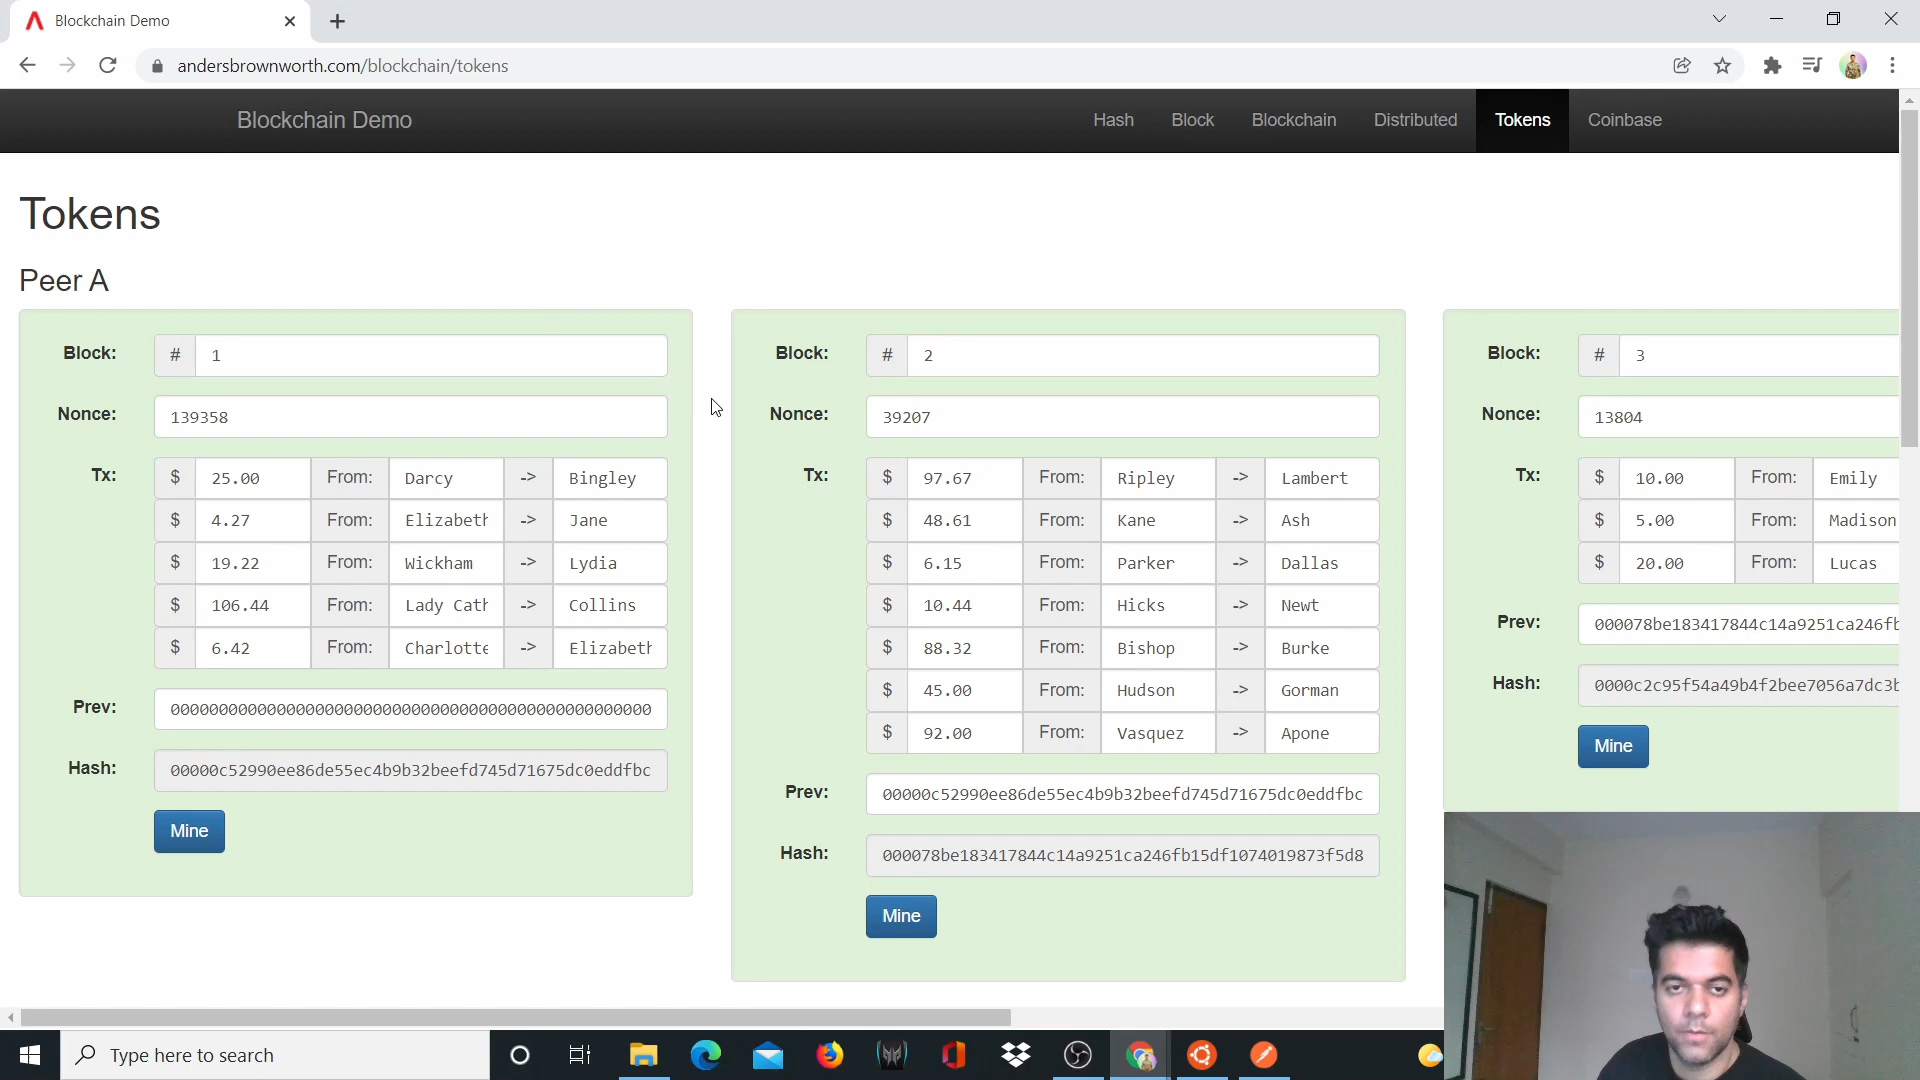 Blockchain Demo
andersbrownworth.com/blockchain/tokens
Blockchain Demo Hash Block Blockchain Distributed Tokens Coinbase
Tokens
Peer A
Block: # 1
Nonce: 139358
Tx: $ 25.00 From: Darcy -> Bingley
$ 4.27 From: Elizabeth -> Jane
$ 19.22 From: Wickham -> Lydia
$ 106.44 From: Lady Cath -> Collins
$ 6.42 From: Charlotte -> Elizabeth
Prev: 00000000000000000000000000000000000000000000000000
Hash: 00000c52990ee86de55ec4b9b32beefd745d71675dc0eddfbc
Mine
Block: # 2
Nonce: 39207
Tx: $ 97.67 From: Ripley -> Lambert
$ 48.61 From: Kane -> Ash
$ 6.15 From: Parker -> Dallas
$ 10.44 From: Hicks -> Newt
$ 88.32 From: Bishop -> Burke
$ 45.00 From: Hudson -> Gorman
$ 92.00 From: Vasquez -> Apone
Prev: 00000c52990ee86de55ec4b9b32beefd745d71675dc0eddfbc
Hash: 000078be183417844c14a9251ca246fb15df1074019873f5d8
Mine
Block: # 3
Nonce: 13804
Tx: $ 10.00 From: Emily
$ 5.00 From: Madison
$ 20.00 From: Lucas
Prev: 000078be183417844c14a9251ca246fb
Hash: 0000c2c95f54a49b4f2bee7056a7dc3b
Mine
Type here to search